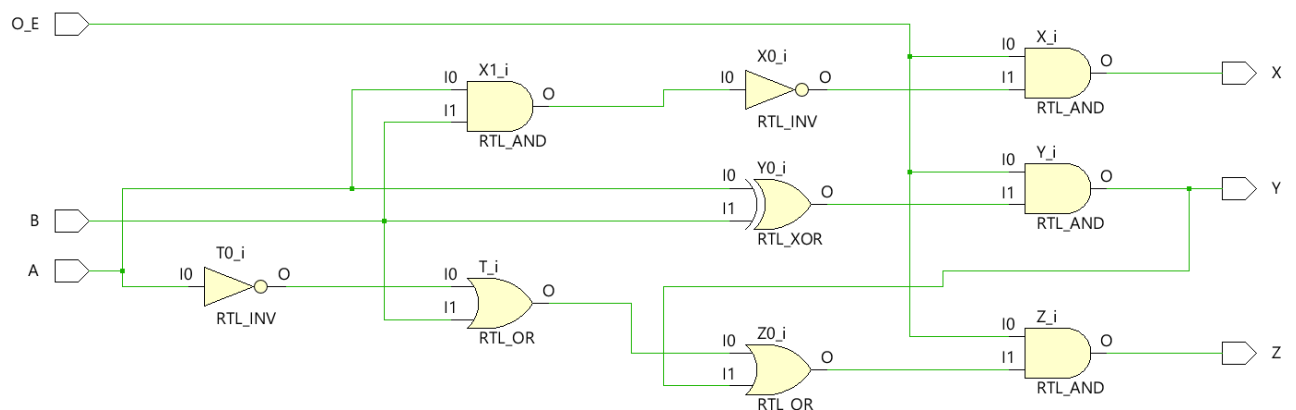 O_E
X_i
I0
O
X
I1
RTL_AND
X1_i
I0
O
I1
RTL_AND
X0_i
I0
O
RTL_INV
Y_i
I0
O
Y
I1
RTL_AND
Y0_i
I0
O
I1
RTL_XOR
B
A
T0_i
I0
O
RTL_INV
T_i
I0
O
I1
RTL_OR
Z0_i
I0
O
I1
RTL_OR
Z_i
I0
O
Z
I1
RTL_AND